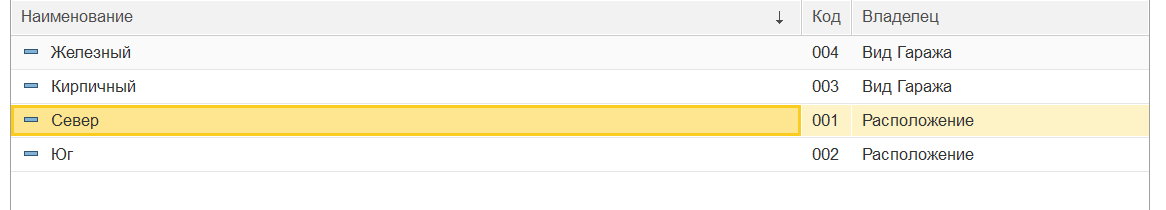 Наименование ↓ Код Владелец
Железный 004 Вид Гаража
Кирпичный 003 Вид Гаража
Север 001 Расположение
Юг 002 Расположение